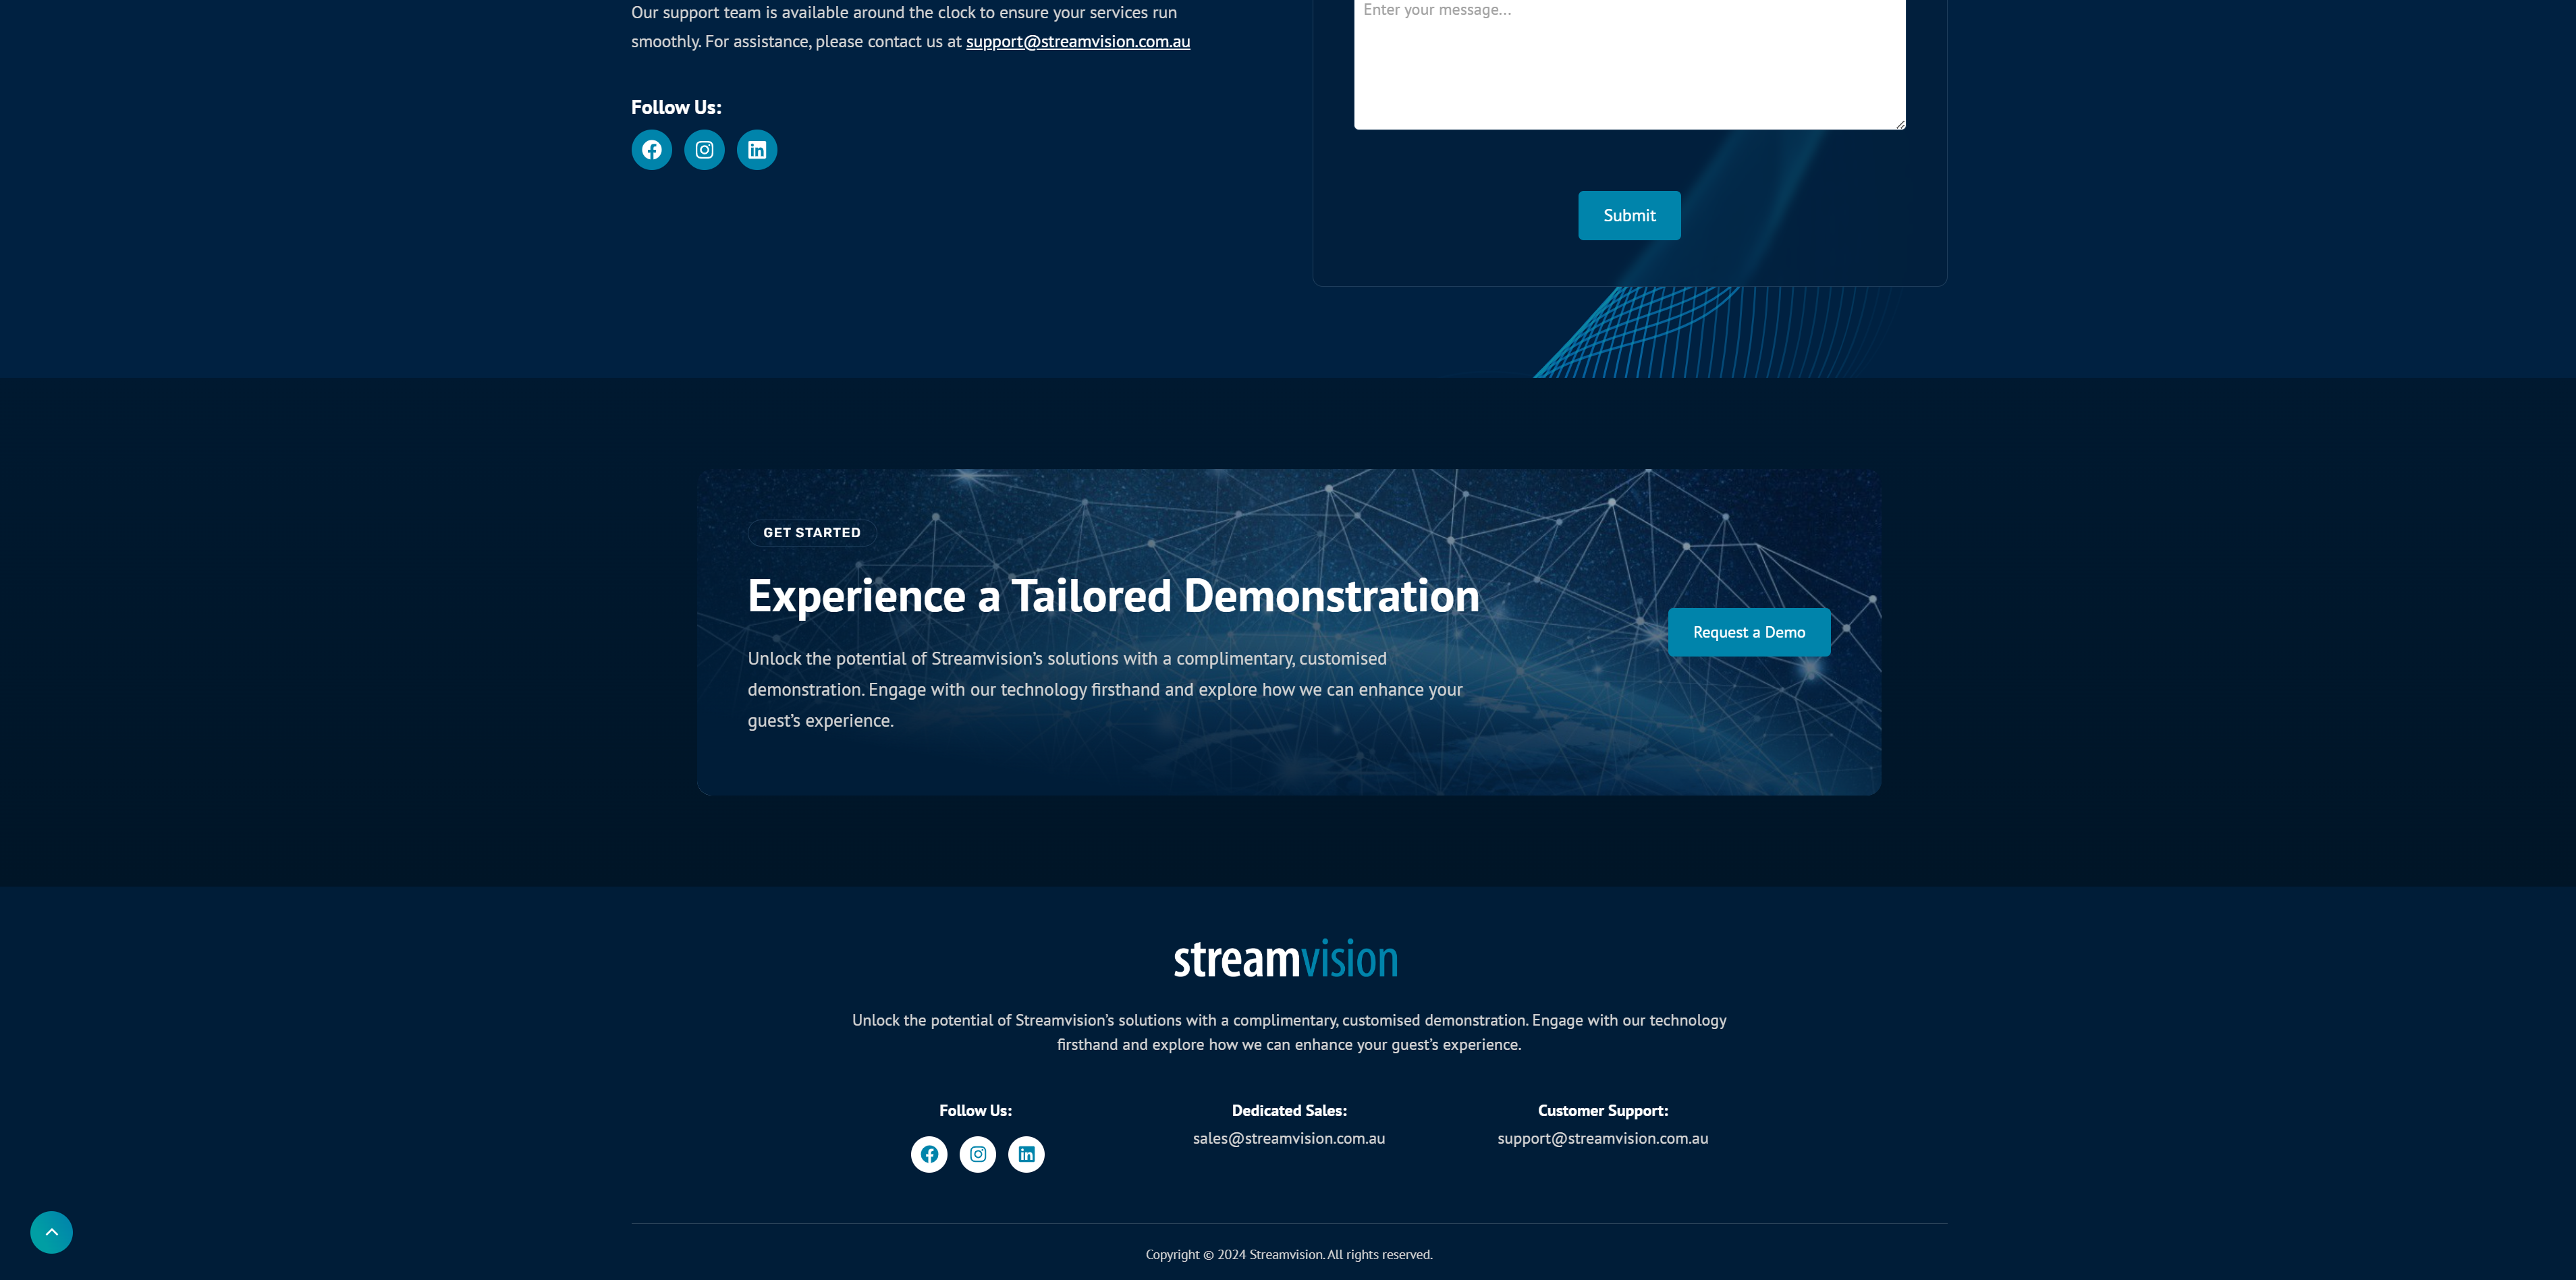 Our support team is available around the clock to ensure your services run
smoothly. For assistance, please contact us at support@streamvision.com.au
Follow Us:
Enter your message...
Submit
GET STARTED
Experience a Tailored Demonstration
Unlock the potential of Streamvision’s solutions with a complimentary, customised
demonstration. Engage with our technology firsthand and explore how we can enhance your
guest’s experience.
Request a Demo
streamvision
Unlock the potential of Streamvision’s solutions with a complimentary, customised demonstration. Engage with our technology
firsthand and explore how we can enhance your guest’s experience.
Follow Us:
Dedicated Sales:
sales@streamvision.com.au
Customer Support:
support@streamvision.com.au
Copyright © 2024 Streamvision. All rights reserved.